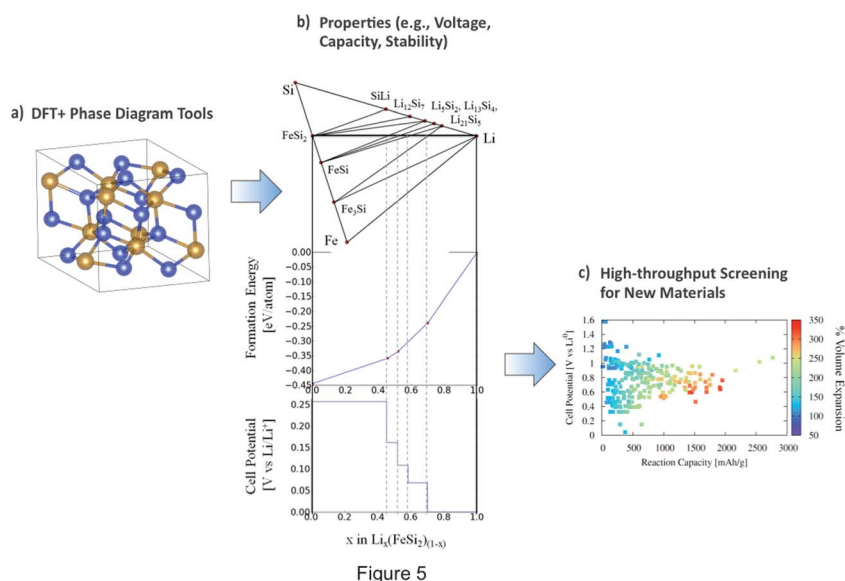 b) Properties (e.g., Voltage,
Capacity, Stability)
a) DFT+ Phase Diagram Tools
Si
SiLi
Li12Si7
Li5Si2, Li13Si4,
Li21Si5
FeSi2
Li
FeSi
Fe3Si
Fe
Formation Energy
[eV/atom]
0.00
−0.05
−0.10
−0.15
−0.20
−0.25
−0.30
−0.35
−0.40
−0.45
0.0 0.2 0.4 0.6 0.8 1.0
Cell Potential
[V vs Li/Li+]
0.25
0.20
0.15
0.10
0.05
0.00
0.0 0.2 0.4 0.6 0.8 1.0
x in Lix(FeSi2)(1-x)
c) High-throughput Screening
for New Materials
Cell Potential [V vs Li0]
1.6
1.4
1.2
1
0.8
0.6
0.4
0.2
0
0 500 1000 1500 2000 2500 3000
Reaction Capacity [mAh/g]
350
300
250
200
150
100
50
% Volume Expansion
Figure 5